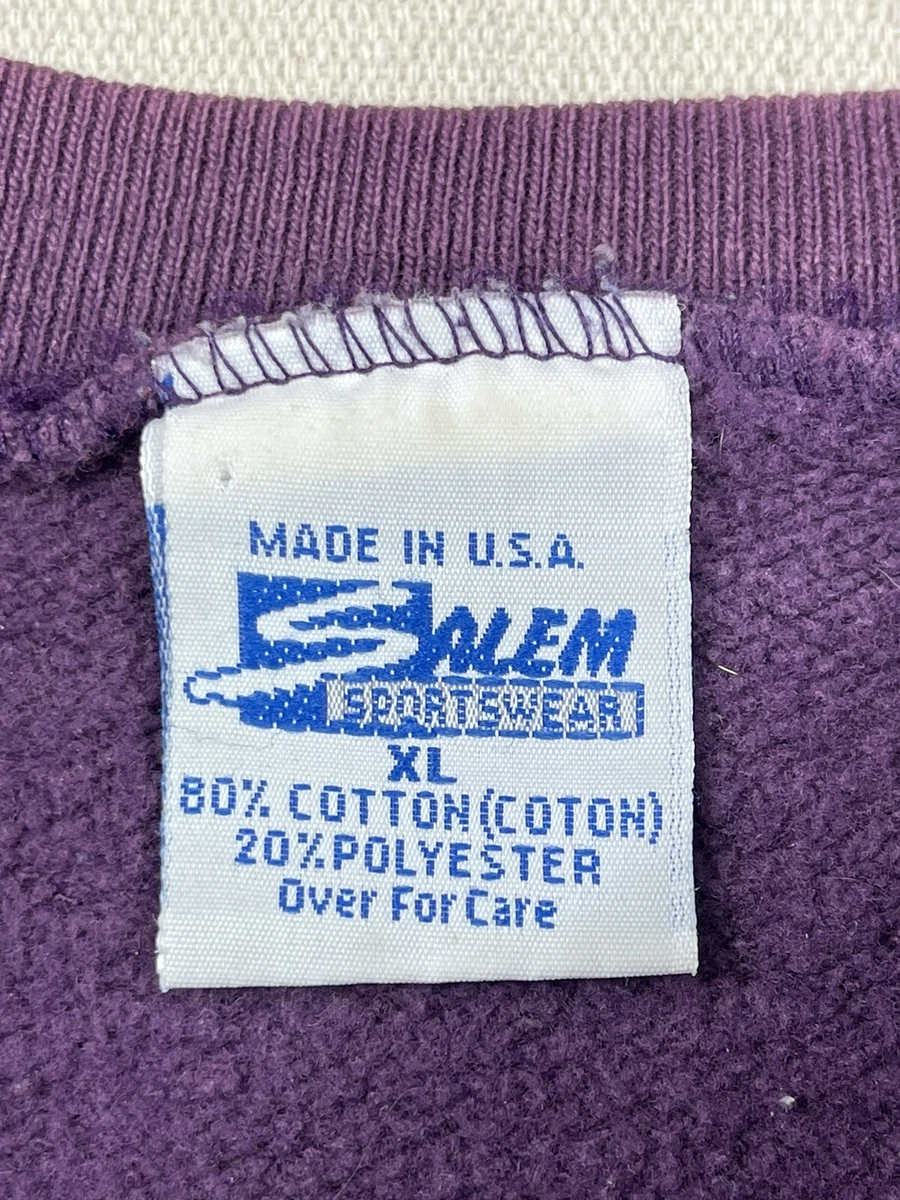 MADE IN U.S.A.
SALEM
SPORTSWEAR
XL
80% COTTON(COTON)
20%POLYESTER
Over For Care